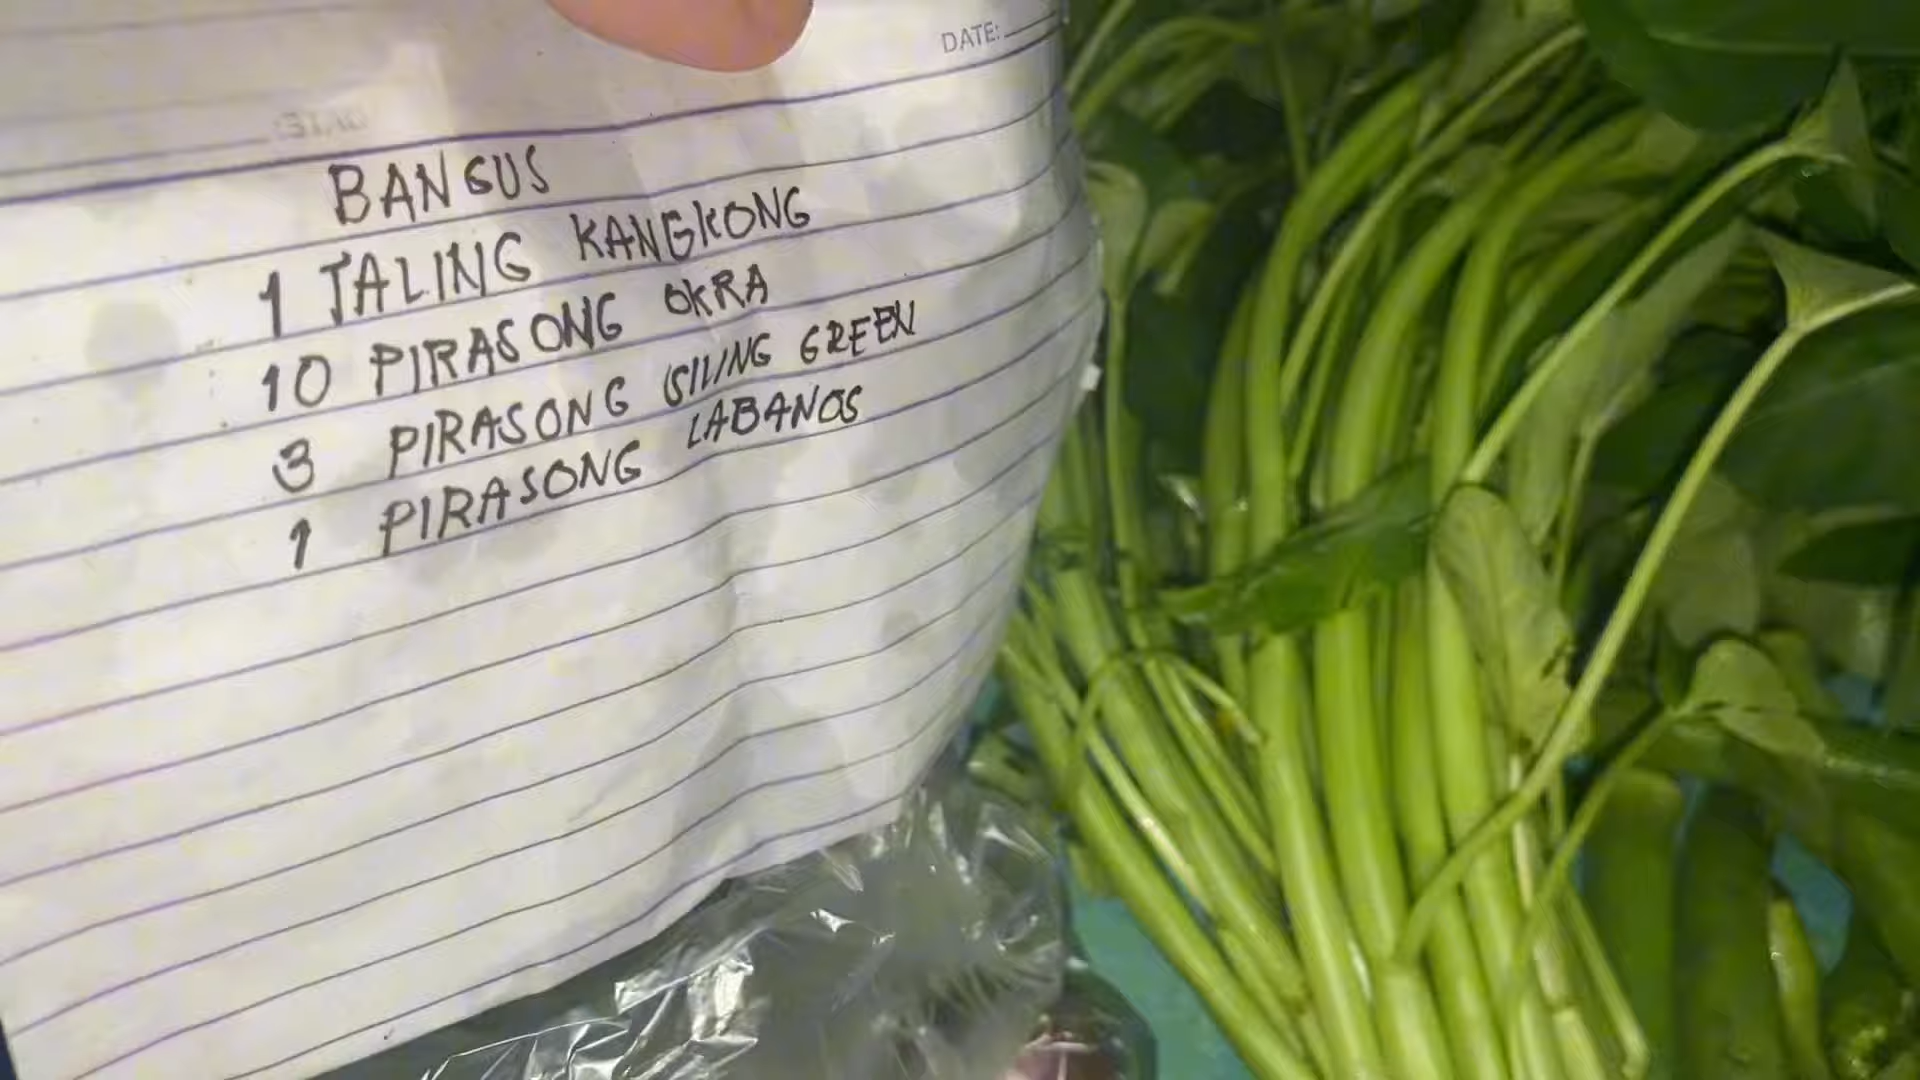 DATE:
BANGUS
1 TALING KANGKONG
10 PIRASONG OKRA
3 PIRASONG SILING GREEN
1 PIRASONG LABANOS